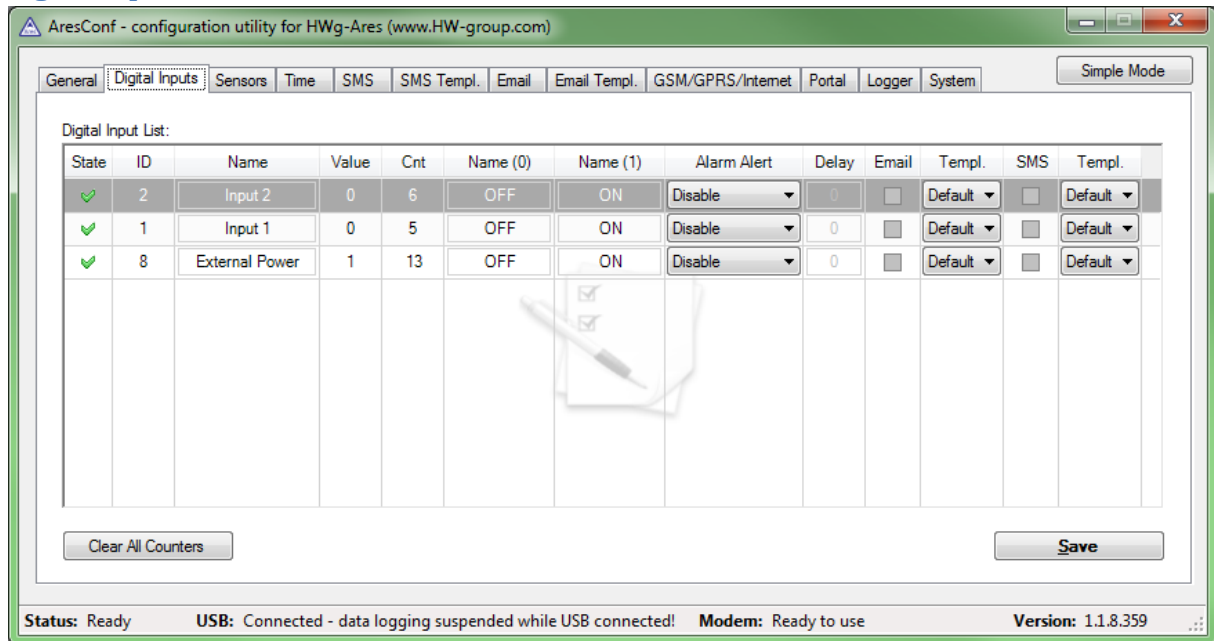 AresConf - configuration utility for HWg-Ares (www.HW-group.com)
General Digital Inputs Sensors Time SMS SMS Templ. Email Email Templ. GSM/GPRS/Internet Portal Logger System Simple Mode
Digital Input List:
State ID Name Value Cnt Name (0) Name (1) Alarm Alert Delay Email Templ. SMS Templ.
2 Input 2 0 6 OFF ON Disable 0 Default Default
1 Input 1 0 5 OFF ON Disable 0 Default Default
8 External Power 1 13 OFF ON Disable 0 Default Default
Clear All Counters Save
Status: Ready USB: Connected - data logging suspended while USB connected! Modem: Ready to use Version: 1.1.8.359